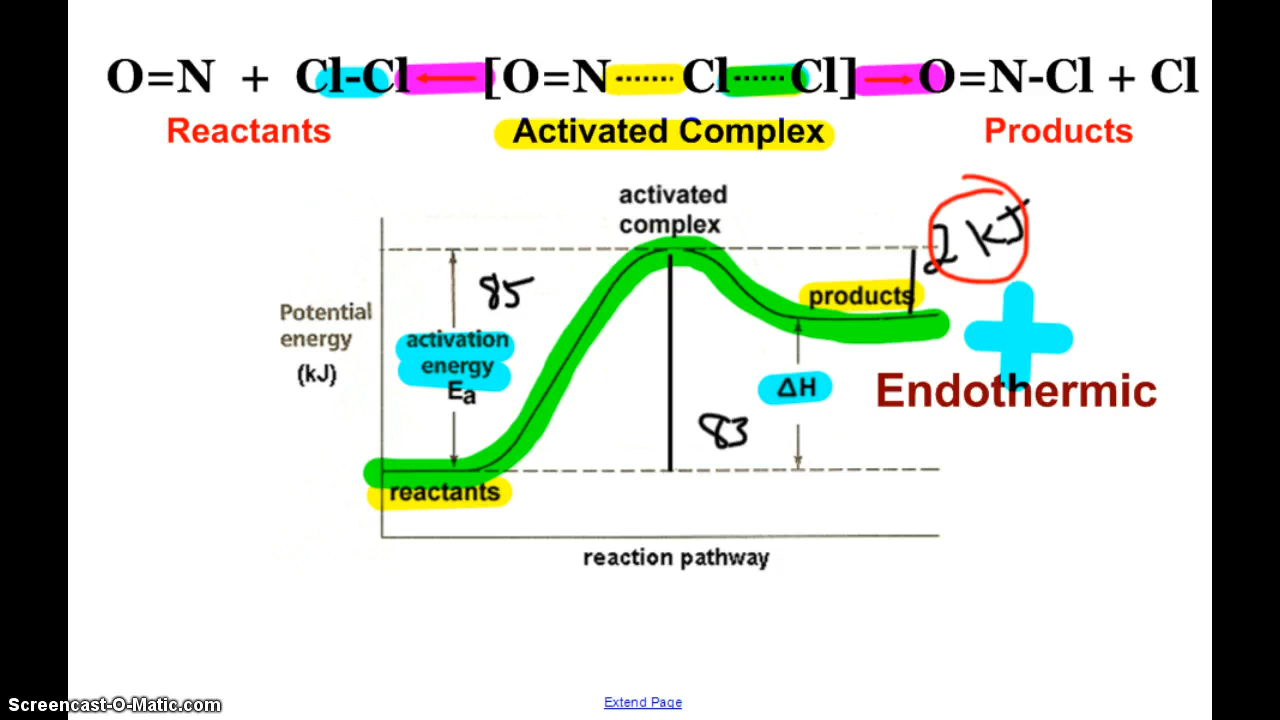 O=N + Cl-Cl ← [O=N······Cl······Cl] → O=N-Cl + Cl
Reactants Activated Complex Products
activated
complex
2 kJ
85
products
Potential
energy
(kJ)
activation
energy
Ea
ΔH
Endothermic
83
reactants
reaction pathway
Extend Page
Screencast-O-Matic.com